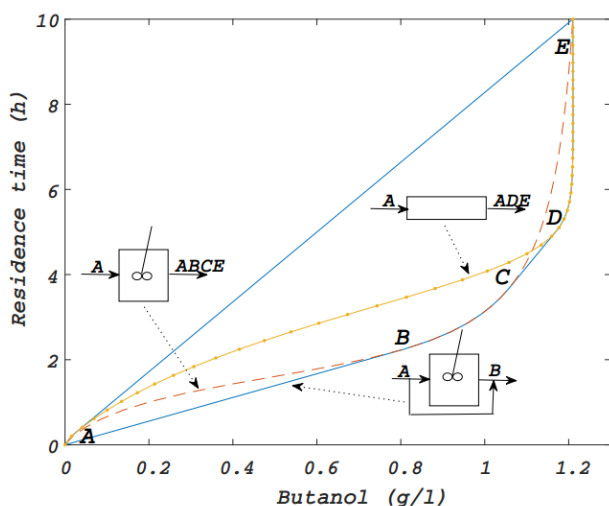 10
8
6
4
2
0
Residence time (h)
E
A
ADE
D
A
ABCE
C
B
A
B
A
0
0.2
0.4
0.6
0.8
1
1.2
Butanol (g/l)